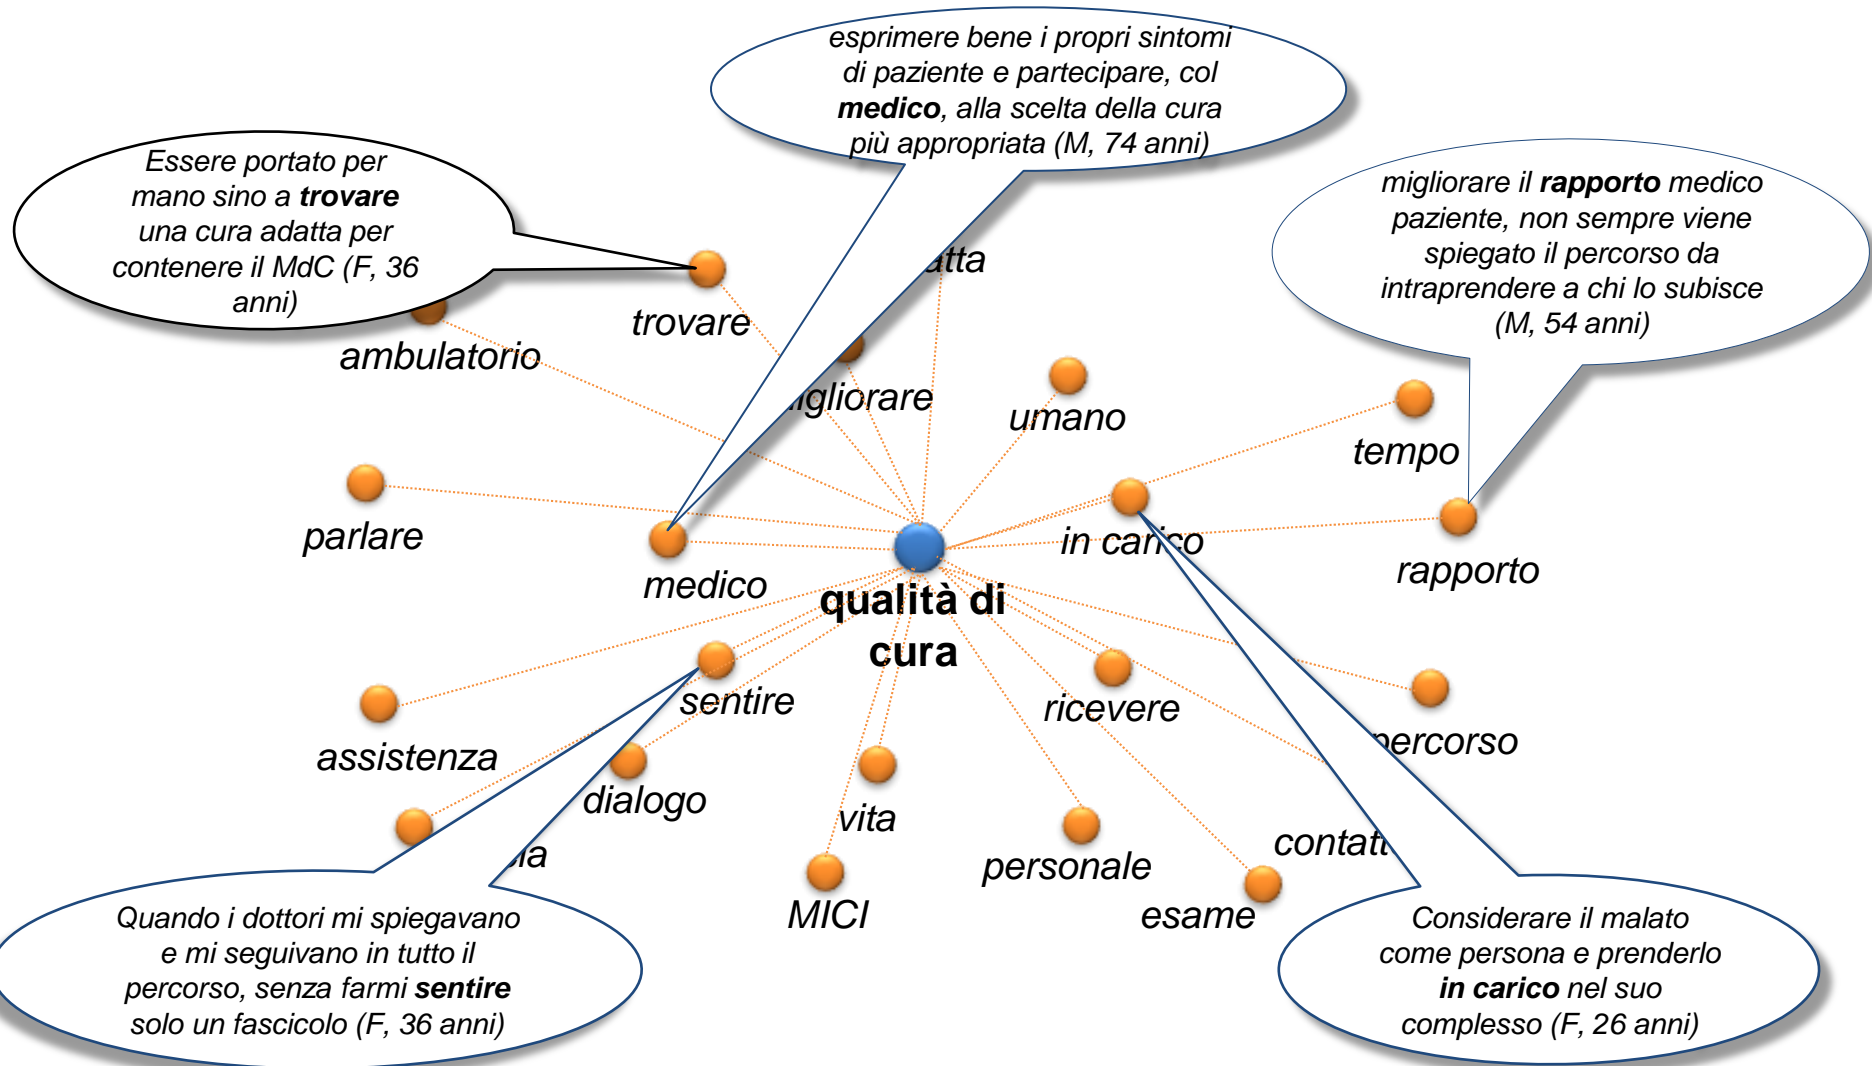 esprimere bene i propri sintomi
di paziente e partecipare, col
medico, alla scelta della cura
più appropriata (M, 74 anni)
Essere portato per
mano sino a trovare
una cura adatta per
contenere il MdC (F, 36
anni)
migliorare il rapporto medico
paziente, non sempre viene
spiegato il percorso da
intraprendere a chi lo subisce
(M, 54 anni)
trovare
ambulatorio
umano
tempo
parlare
in carico
medico
rapporto
qualità di
cura
sentire
ricevere
assistenza
percorso
dialogo
vita
personale
MICI
esame
Quando i dottori mi spiegavano
e mi seguivano in tutto il
percorso, senza farmi sentire
solo un fascicolo (F, 36 anni)
Considerare il malato
come persona e prenderlo
in carico nel suo
complesso (F, 26 anni)